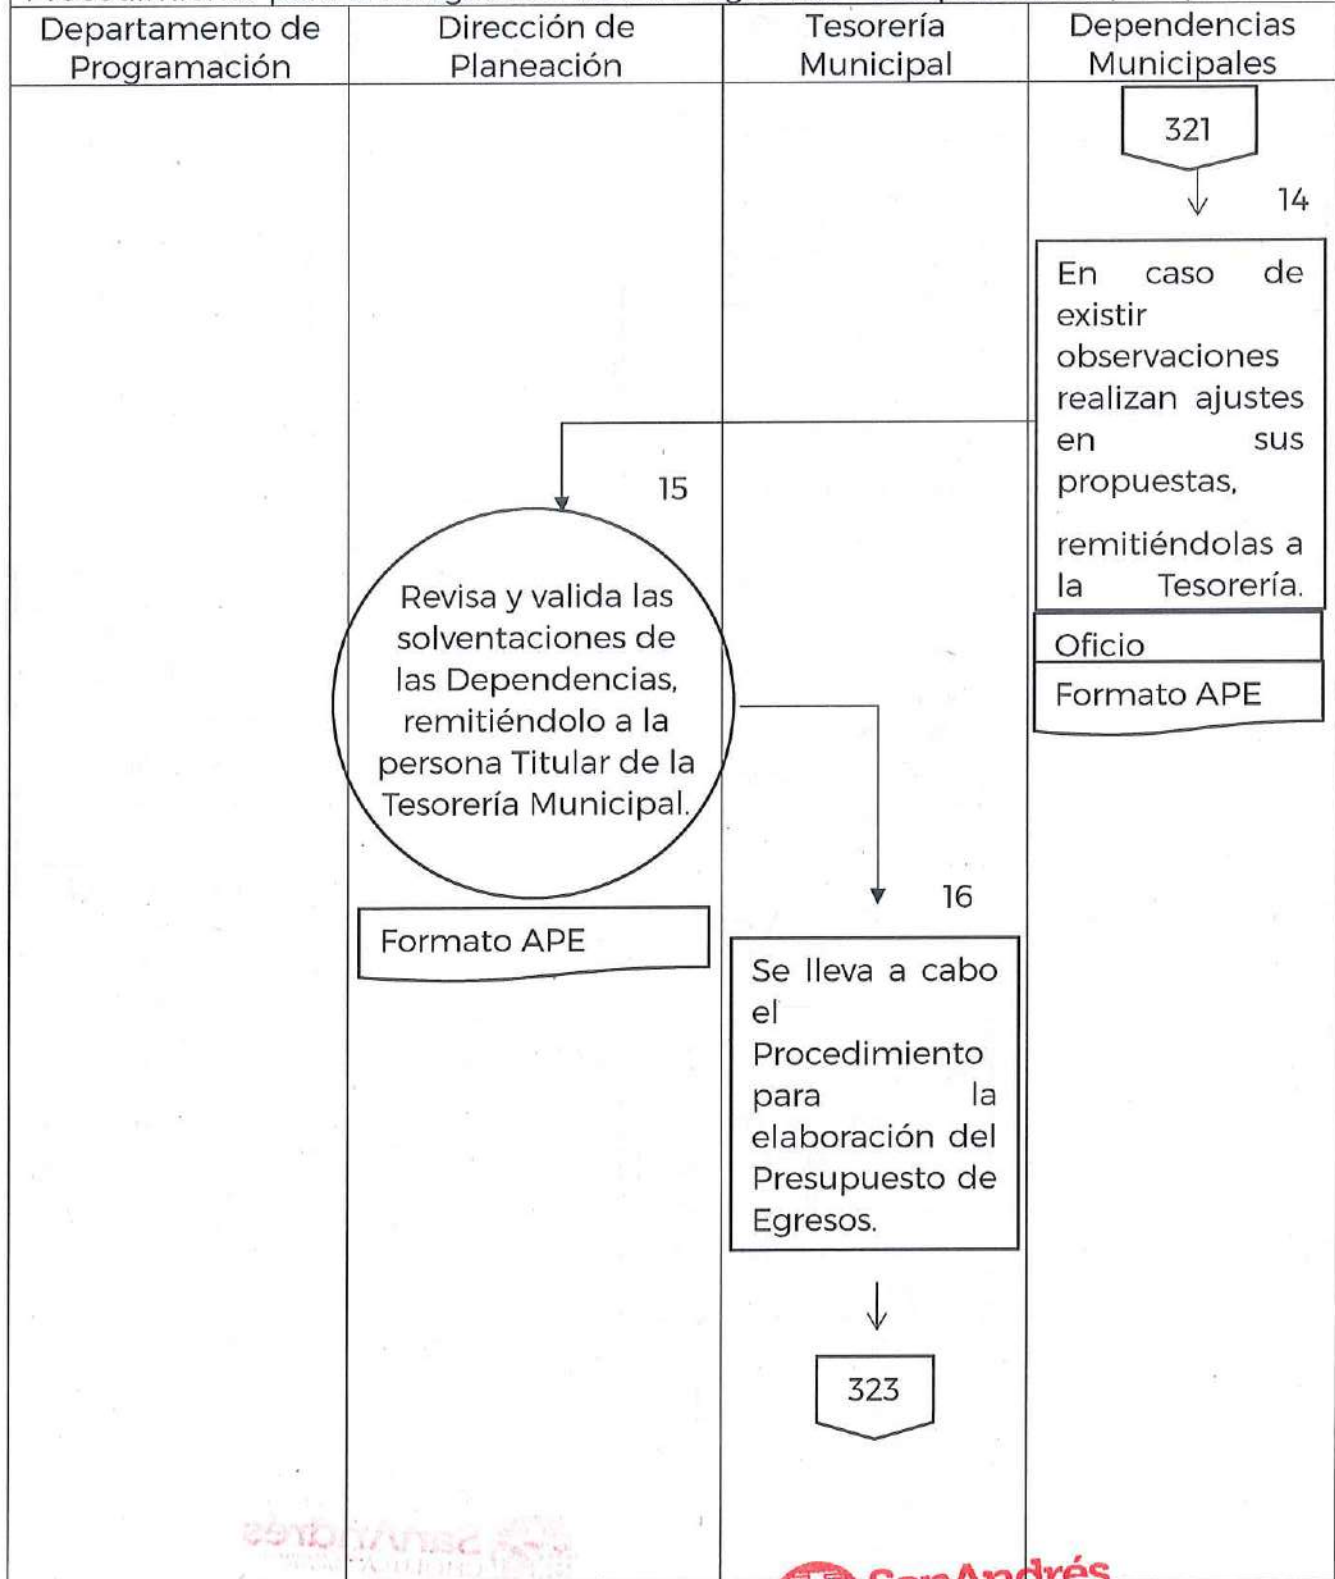 Departamento de
Programación
Dirección de
Planeación
Tesorería
Municipal
Dependencias
Municipales
321
14
En caso de
existir
observaciones
realizan ajustes
en sus
propuestas,
remitiéndolas a
la Tesorería.
Oficio
Formato APE
15
Revisa y valida las
solventaciones de
las Dependencias,
remitiéndolo a la
persona Titular de la
Tesorería Municipal.
Formato APE
16
Se lleva a cabo
el
Procedimiento
para la
elaboración del
Presupuesto de
Egresos.
323
SanAndrés